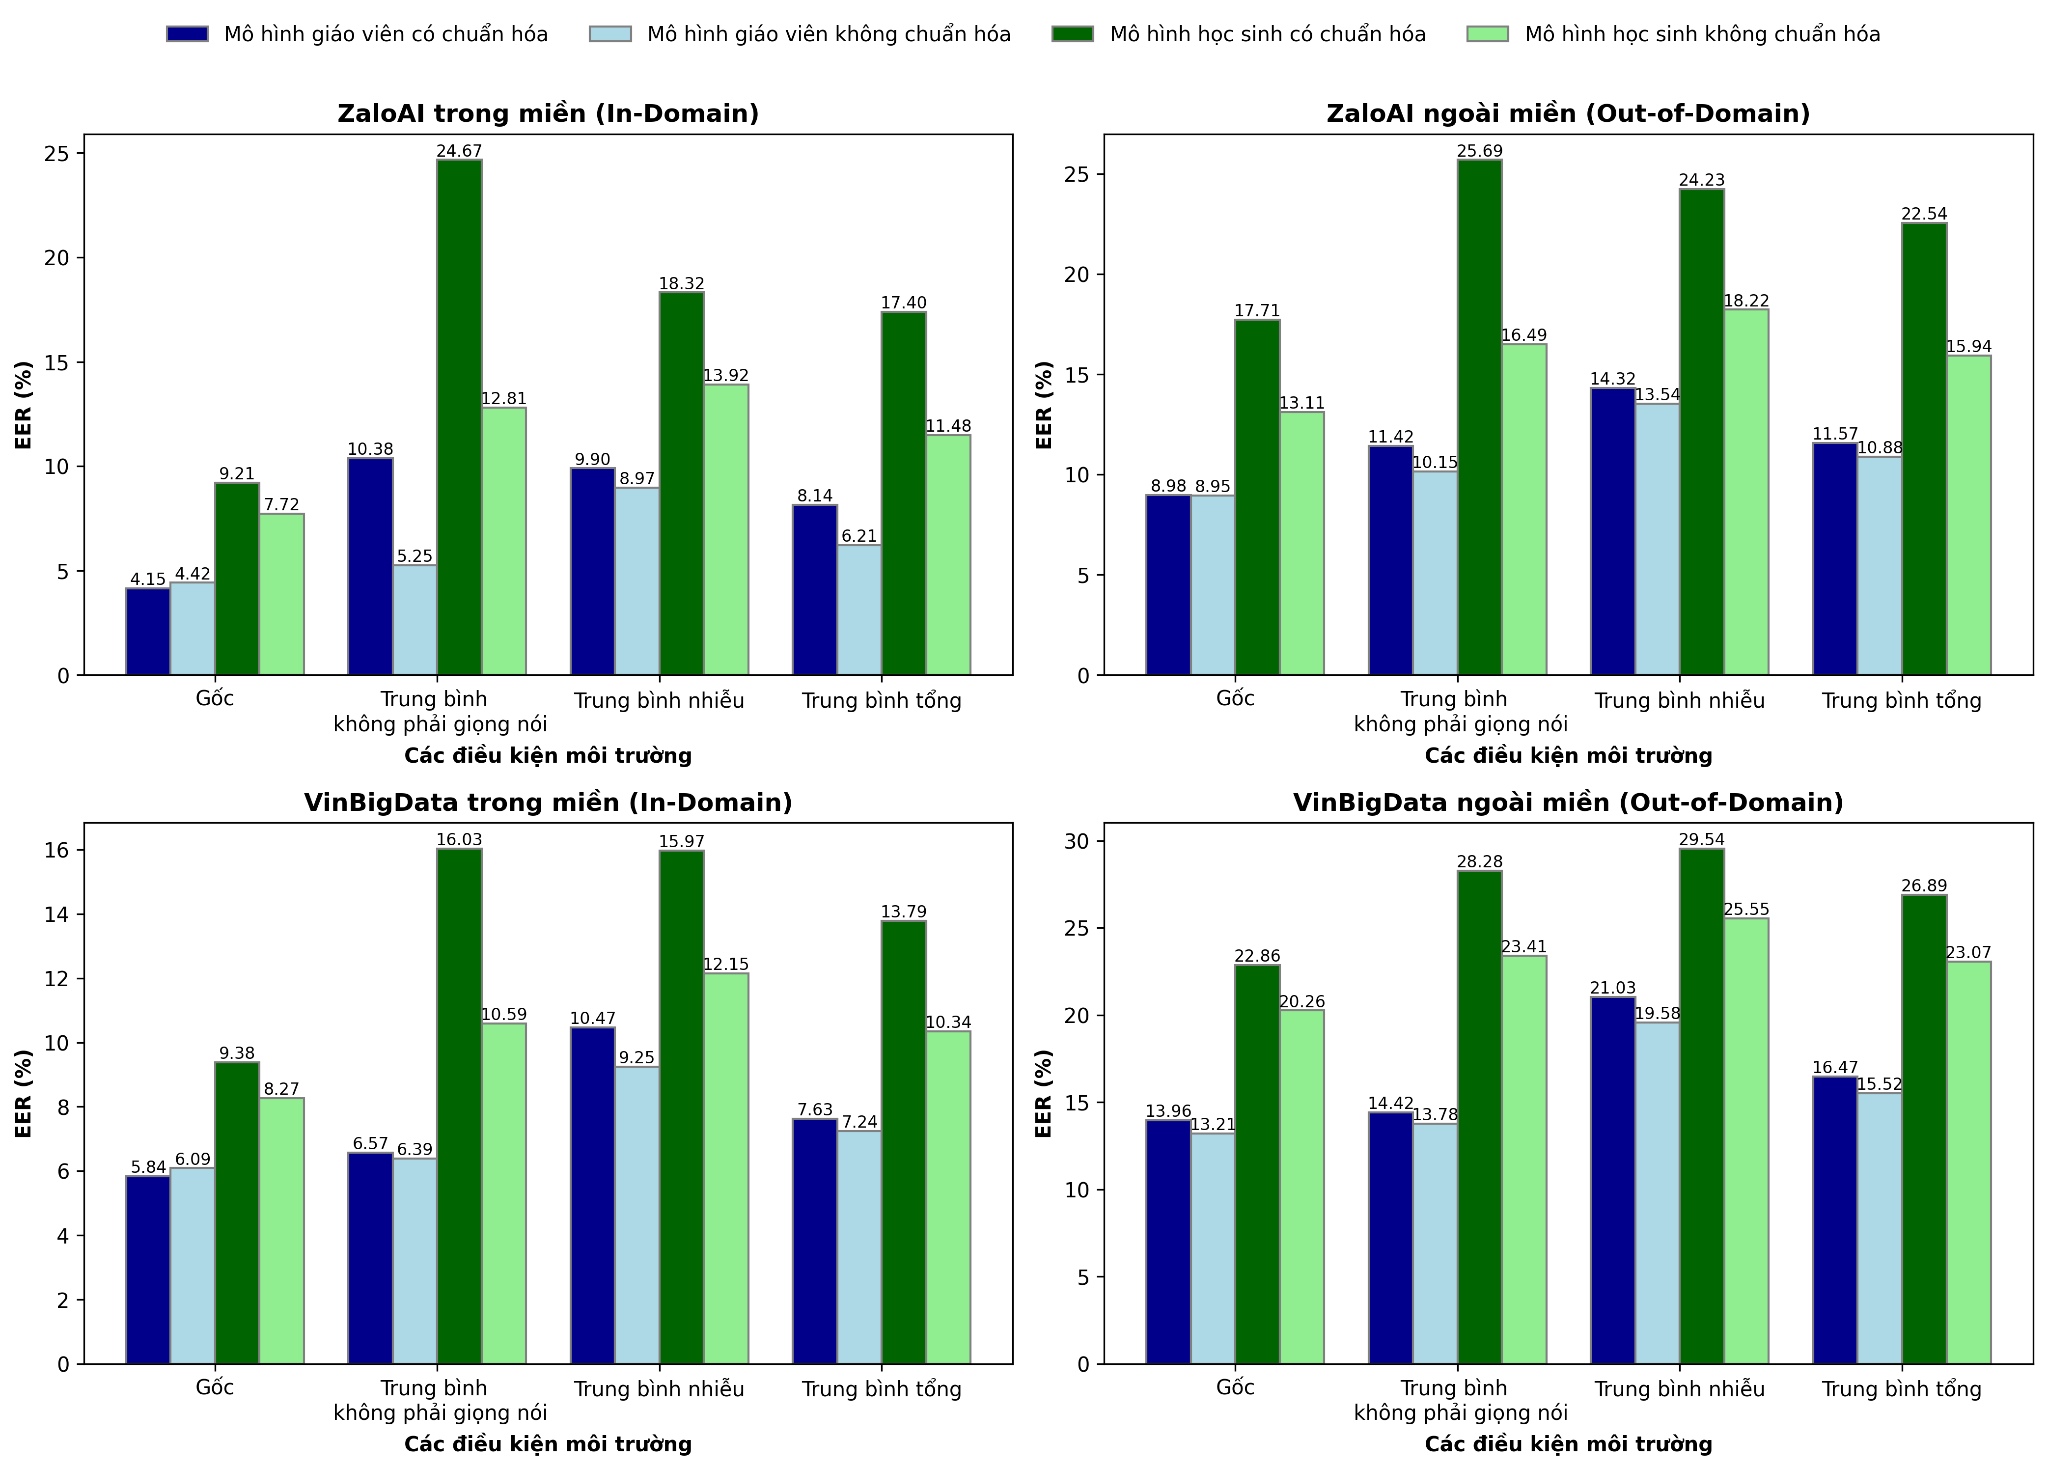 Mô hình giáo viên có chuẩn hóa
Mô hình giáo viên không chuẩn hóa
Mô hình học sinh có chuẩn hóa
Mô hình học sinh không chuẩn hóa
ZaloAI trong miền (In-Domain)
EER (%)
25
20
15
10
5
0
4.15
4.42
9.21
7.72
10.38
5.25
24.67
12.81
9.90
8.97
18.32
13.92
8.14
6.21
17.40
11.48
Gốc
Trung bình
không phải giọng nói
Trung bình nhiễu
Trung bình tổng
Các điều kiện môi trường
ZaloAI ngoài miền (Out-of-Domain)
EER (%)
25
20
15
10
5
0
8.98
8.95
17.71
13.11
11.42
10.15
25.69
16.49
14.32
13.54
24.23
18.22
11.57
10.88
22.54
15.94
Gốc
Trung bình
không phải giọng nói
Trung bình nhiễu
Trung bình tổng
Các điều kiện môi trường
VinBigData trong miền (In-Domain)
EER (%)
16
14
12
10
8
6
4
2
0
5.84
6.09
9.38
8.27
6.57
6.39
16.03
10.59
10.47
9.25
15.97
12.15
7.63
7.24
13.79
10.34
Gốc
Trung bình
không phải giọng nói
Trung bình nhiễu
Trung bình tổng
Các điều kiện môi trường
VinBigData ngoài miền (Out-of-Domain)
EER (%)
30
25
20
15
10
5
0
13.96
13.21
22.86
20.26
14.42
13.78
28.28
23.41
21.03
19.58
29.54
25.55
16.47
15.52
26.89
23.07
Gốc
Trung bình
không phải giọng nói
Trung bình nhiễu
Trung bình tổng
Các điều kiện môi trường